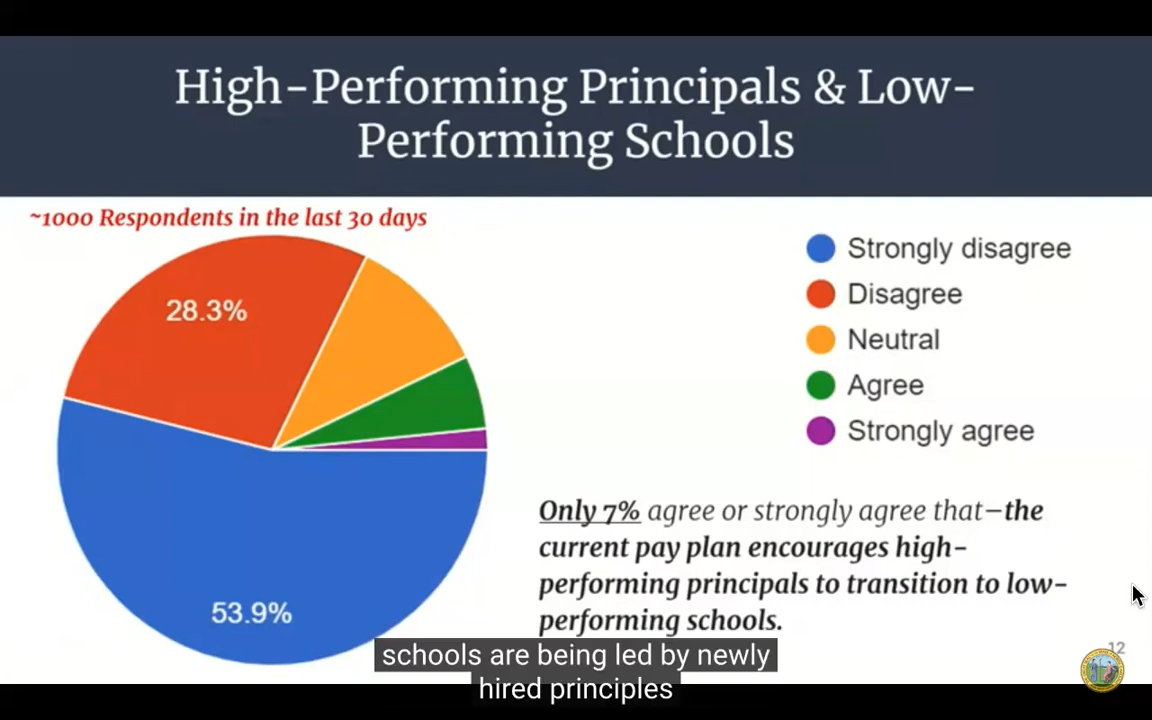 High-Performing Principals & Low-
Performing Schools
~1000 Respondents in the last 30 days
28.3%
53.9%
Strongly disagree
Disagree
Neutral
Agree
Strongly agree
Only 7% agree or strongly agree that—the
current pay plan encourages high-
performing principals to transition to low-
performing schools.
schools are being led by newly
hired principles
12